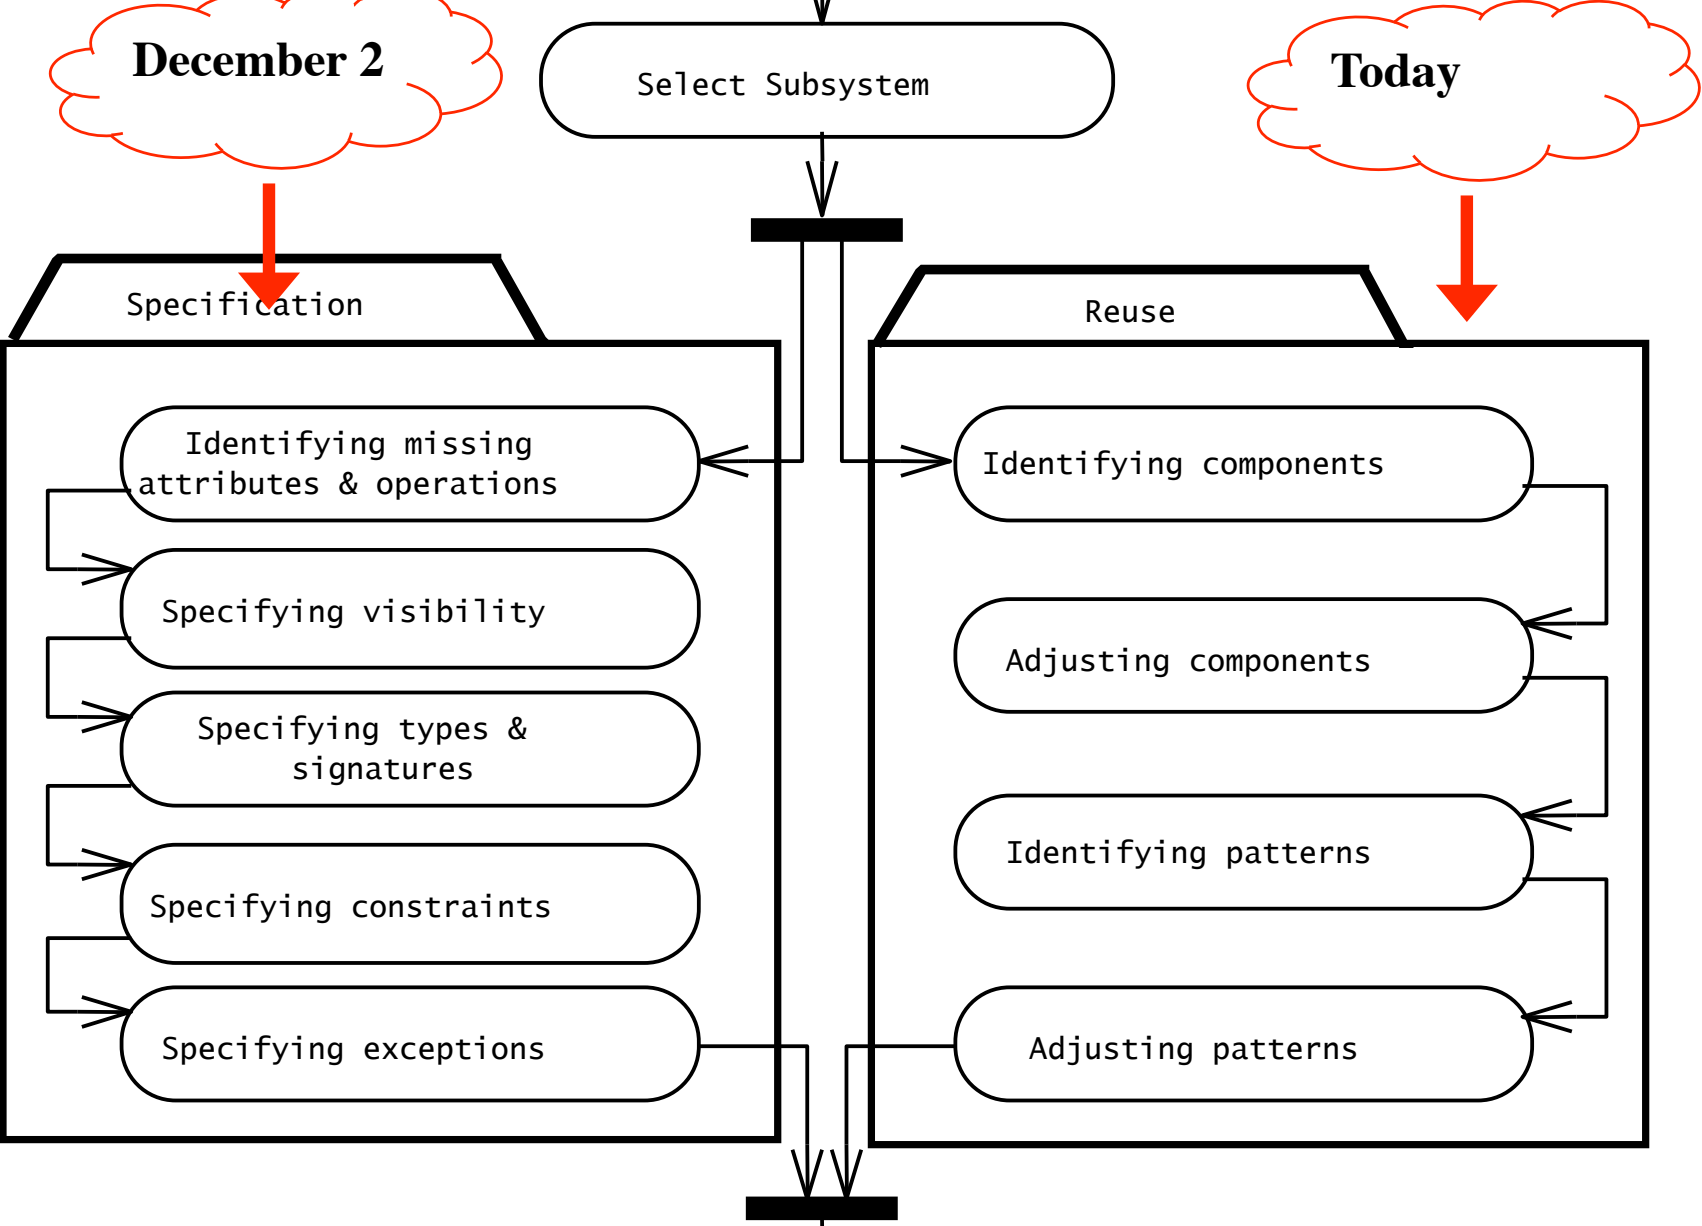 December 2
Select Subsystem
Today
Specification
Identifying missing
attributes & operations
Specifying visibility
Specifying types &
signatures
Specifying constraints
Specifying exceptions
Reuse
Identifying components
Adjusting components
Identifying patterns
Adjusting patterns